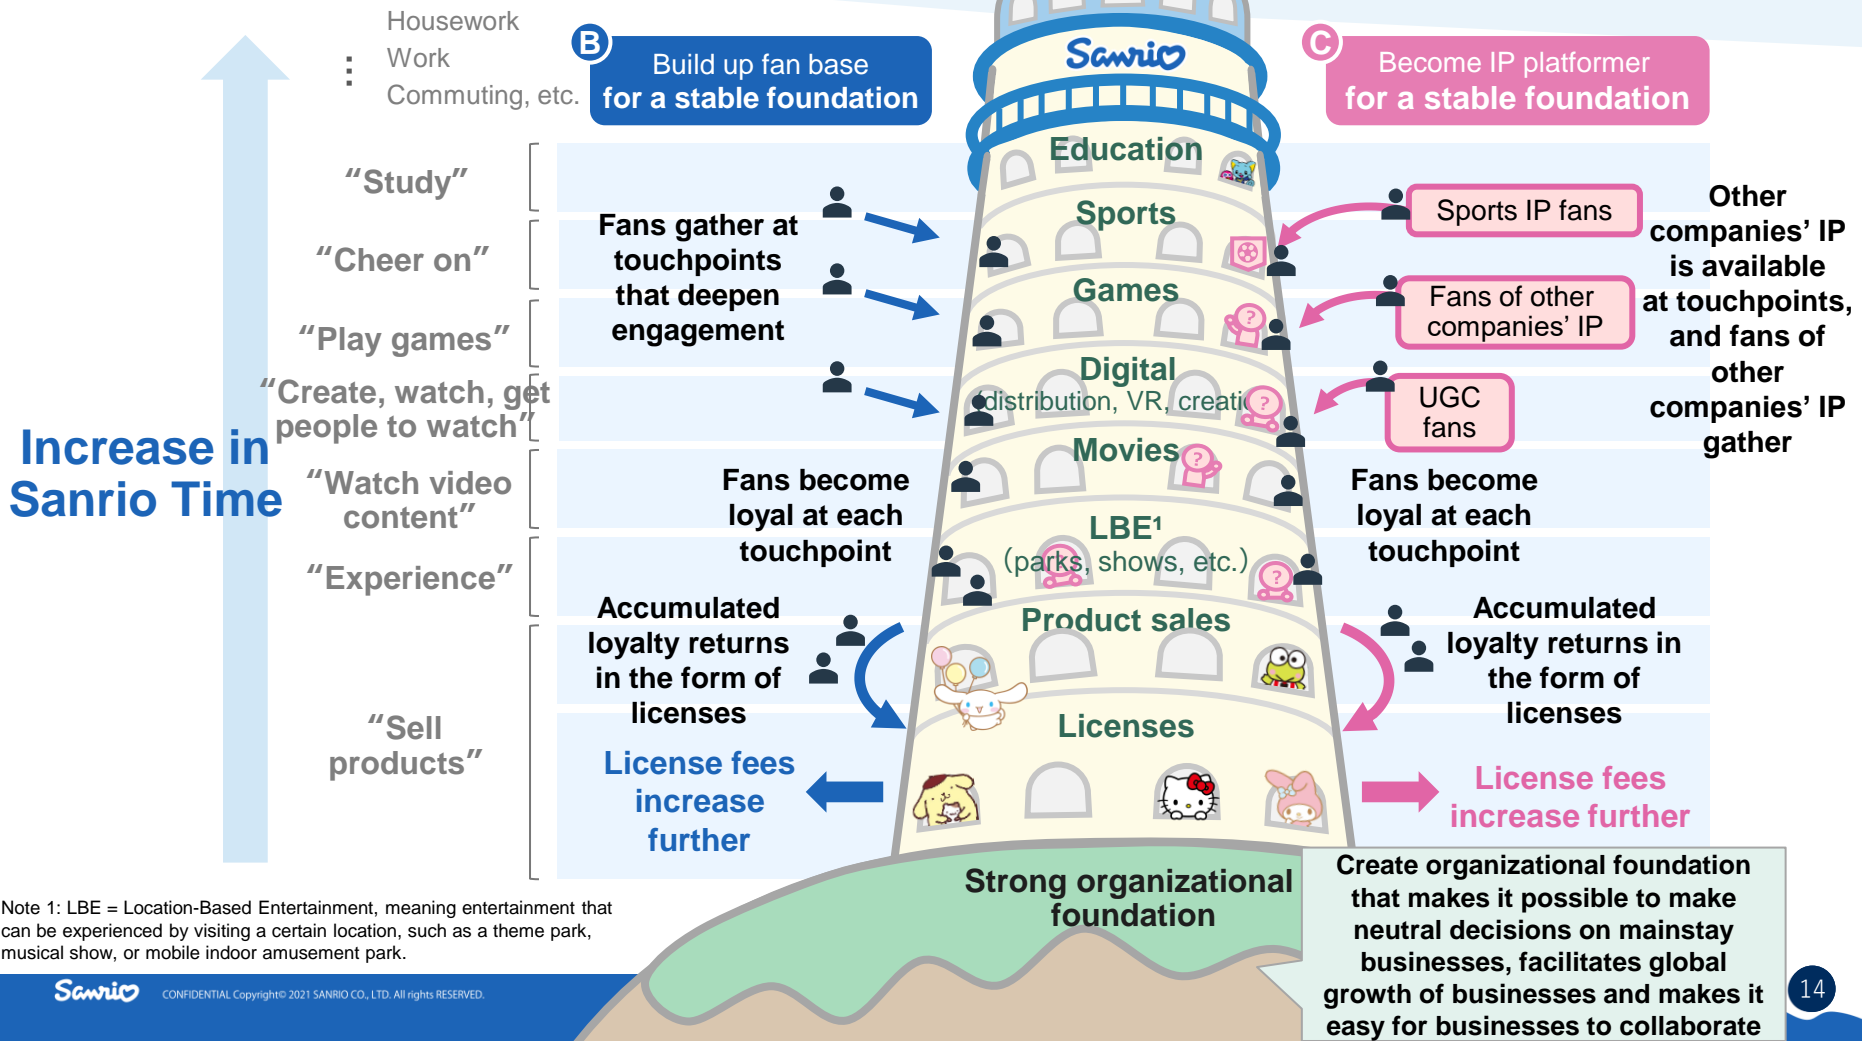 Housework
Work
Commuting, etc.
B
Build up fan base
for a stable foundation
Sanrio
C
Become IP platformer
for a stable foundation
Increase in
Sanrio Time
“Study”
“Cheer on”
“Play games”
“Create, watch, get
people to watch”
“Watch video
content”
“Experience”
“Sell
products”
Fans gather at
touchpoints
that deepen
engagement
Fans become
loyal at each
touchpoint
Accumulated
loyalty returns
in the form of
licenses
License fees
increase
further
Education
Sports
Games
Digital
(distribution, VR, creati
Movies
LBE¹
(parks, shows, etc.)
Product sales
Licenses
Strong organizational
foundation
Sports IP fans
Fans of other
companies’ IP
UGC
fans
Other
companies’ IP
is available
at touchpoints,
and fans of
other
companies’ IP
gather
Fans become
loyal at each
touchpoint
Accumulated
loyalty returns in
the form of
licenses
License fees
increase further
Create organizational foundation
that makes it possible to make
neutral decisions on mainstay
businesses, facilitates global
growth of businesses and makes it
easy for businesses to collaborate
Note 1: LBE = Location-Based Entertainment, meaning entertainment that
can be experienced by visiting a certain location, such as a theme park,
musical show, or mobile indoor amusement park.
Sanrio
CONFIDENTIAL Copyright© 2021 SANRIO CO., LTD. All rights RESERVED.
14